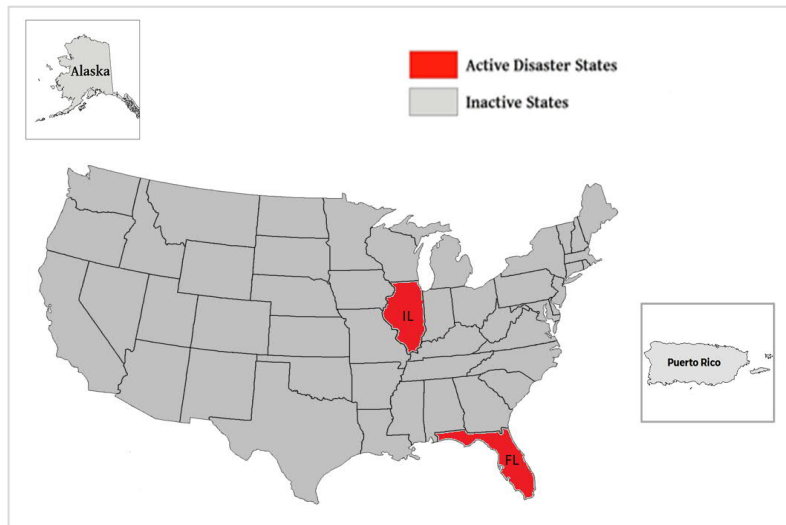 Alaska
Active Disaster States
Inactive States
IL
Puerto Rico
FL